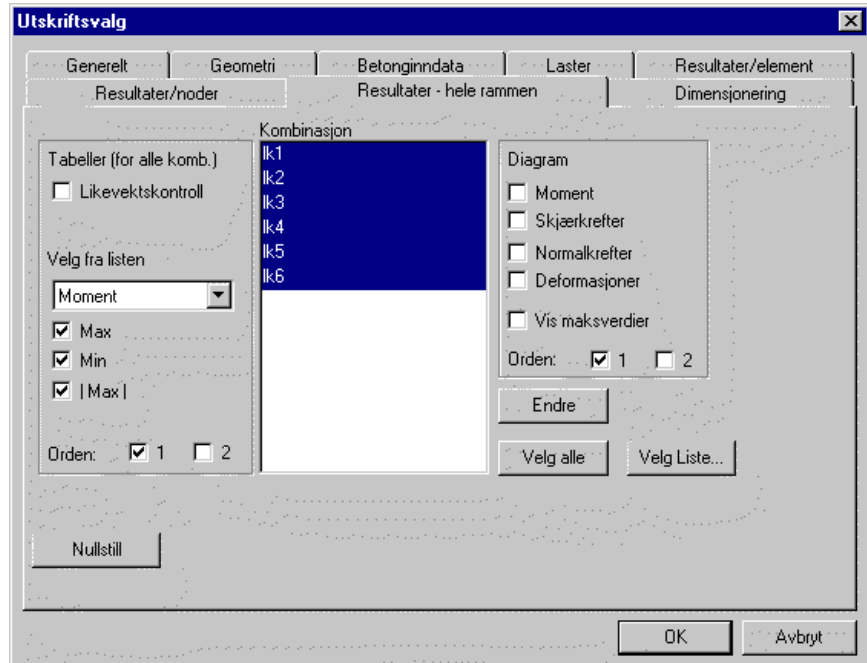 Utskriftsvalg
Generelt
Geometri
Betonginndata
Laster
Resultater/element
Resultater/noder
Resultater - hele rammen
Dimensjonering
Tabeller (for alle komb.)
Likevektskontroll
Velg fra listen
Moment
Max
Min
| Max |
Orden: 1 2
Kombinasjon
lk1
lk2
lk3
lk4
lk5
lk6
Diagram
Moment
Skjærkrefter
Normalkrefter
Deformasjoner
Vis maksverdier
Orden: 1 2
Endre
Velg alle
Velg Liste...
Nullstill
OK
Avbryt